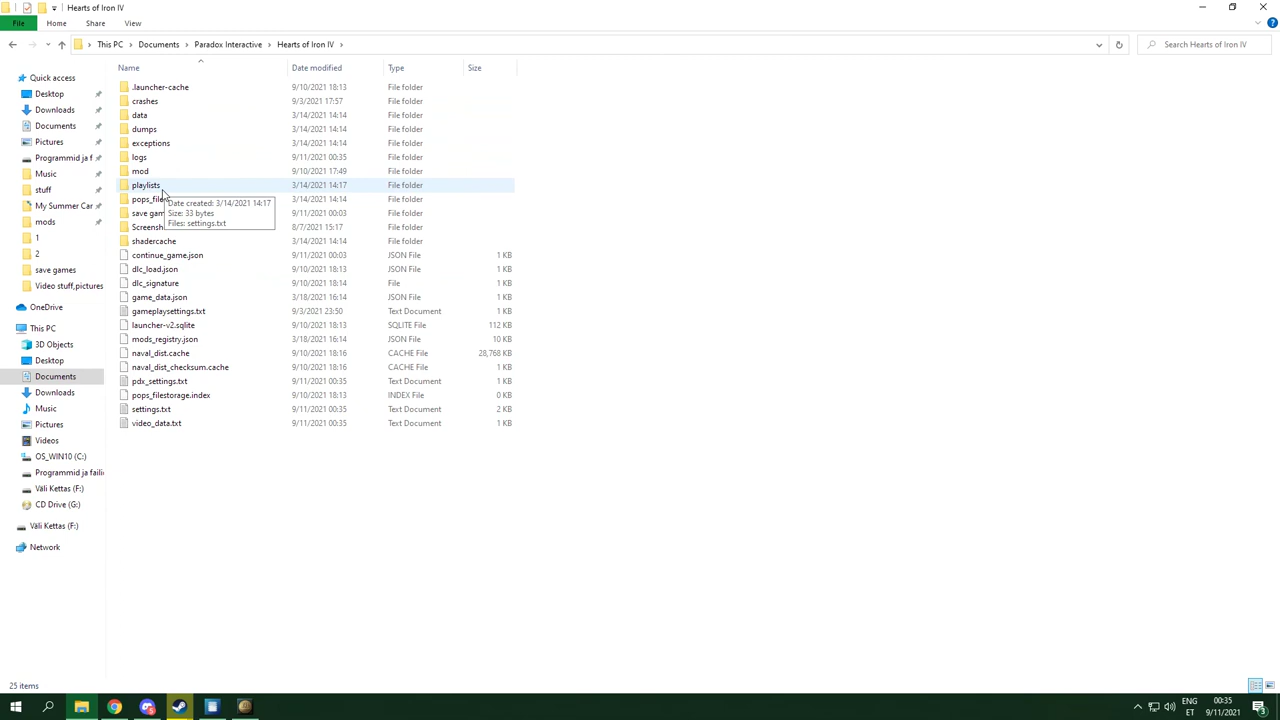 Hearts of Iron IV
File Home Share View
This PC Documents Paradox Interactive Hearts of Iron IV
Search Hearts of Iron IV
Name Date modified Type Size
Quick access
Desktop
Downloads
Documents
Pictures
Programmid ja f
Music
stuff
My Summer Car
mods
1
2
save games
Video stuff,pictures
OneDrive
This PC
3D Objects
Desktop
Documents
Downloads
Music
Pictures
Videos
OS_WIN10 (C:)
Programmid ja faili
Väli Kettas (F:)
CD Drive (G:)
Väli Kettas (F:)
Network
.launcher-cache 9/10/2021 18:13 File folder
crashes 9/3/2021 17:57 File folder
data 3/14/2021 14:14 File folder
dumps 3/14/2021 14:14 File folder
exceptions 3/14/2021 14:14 File folder
logs 9/11/2021 00:35 File folder
mod 9/10/2021 17:49 File folder
playlists 3/14/2021 14:17 File folder
pops_file 3/14/2021 14:14 File folder
save gam 9/11/2021 00:03 File folder
Screensh 8/7/2021 15:17 File folder
Date created: 3/14/2021 14:17
Size: 33 bytes
Files: settings.txt
shadercache 3/14/2021 14:14 File folder
continue_game.json 9/11/2021 00:03 JSON File 1 KB
dlc_load.json 9/10/2021 18:13 JSON File 1 KB
dlc_signature 9/10/2021 18:14 File 1 KB
game_data.json 3/18/2021 16:14 JSON File 1 KB
gameplaysettings.txt 9/3/2021 23:50 Text Document 1 KB
launcher-v2.sqlite 9/10/2021 18:13 SQLITE File 112 KB
mods_registry.json 3/18/2021 16:14 JSON File 10 KB
naval_dist.cache 9/10/2021 18:16 CACHE File 28,768 KB
naval_dist_checksum.cache 9/10/2021 18:16 CACHE File 1 KB
pdx_settings.txt 9/11/2021 00:35 Text Document 1 KB
pops_filestorage.index 9/10/2021 18:13 INDEX File 0 KB
settings.txt 9/11/2021 00:35 Text Document 2 KB
video_data.txt 9/11/2021 00:35 Text Document 1 KB
25 items
ENG
ET
00:35
9/11/2021
3